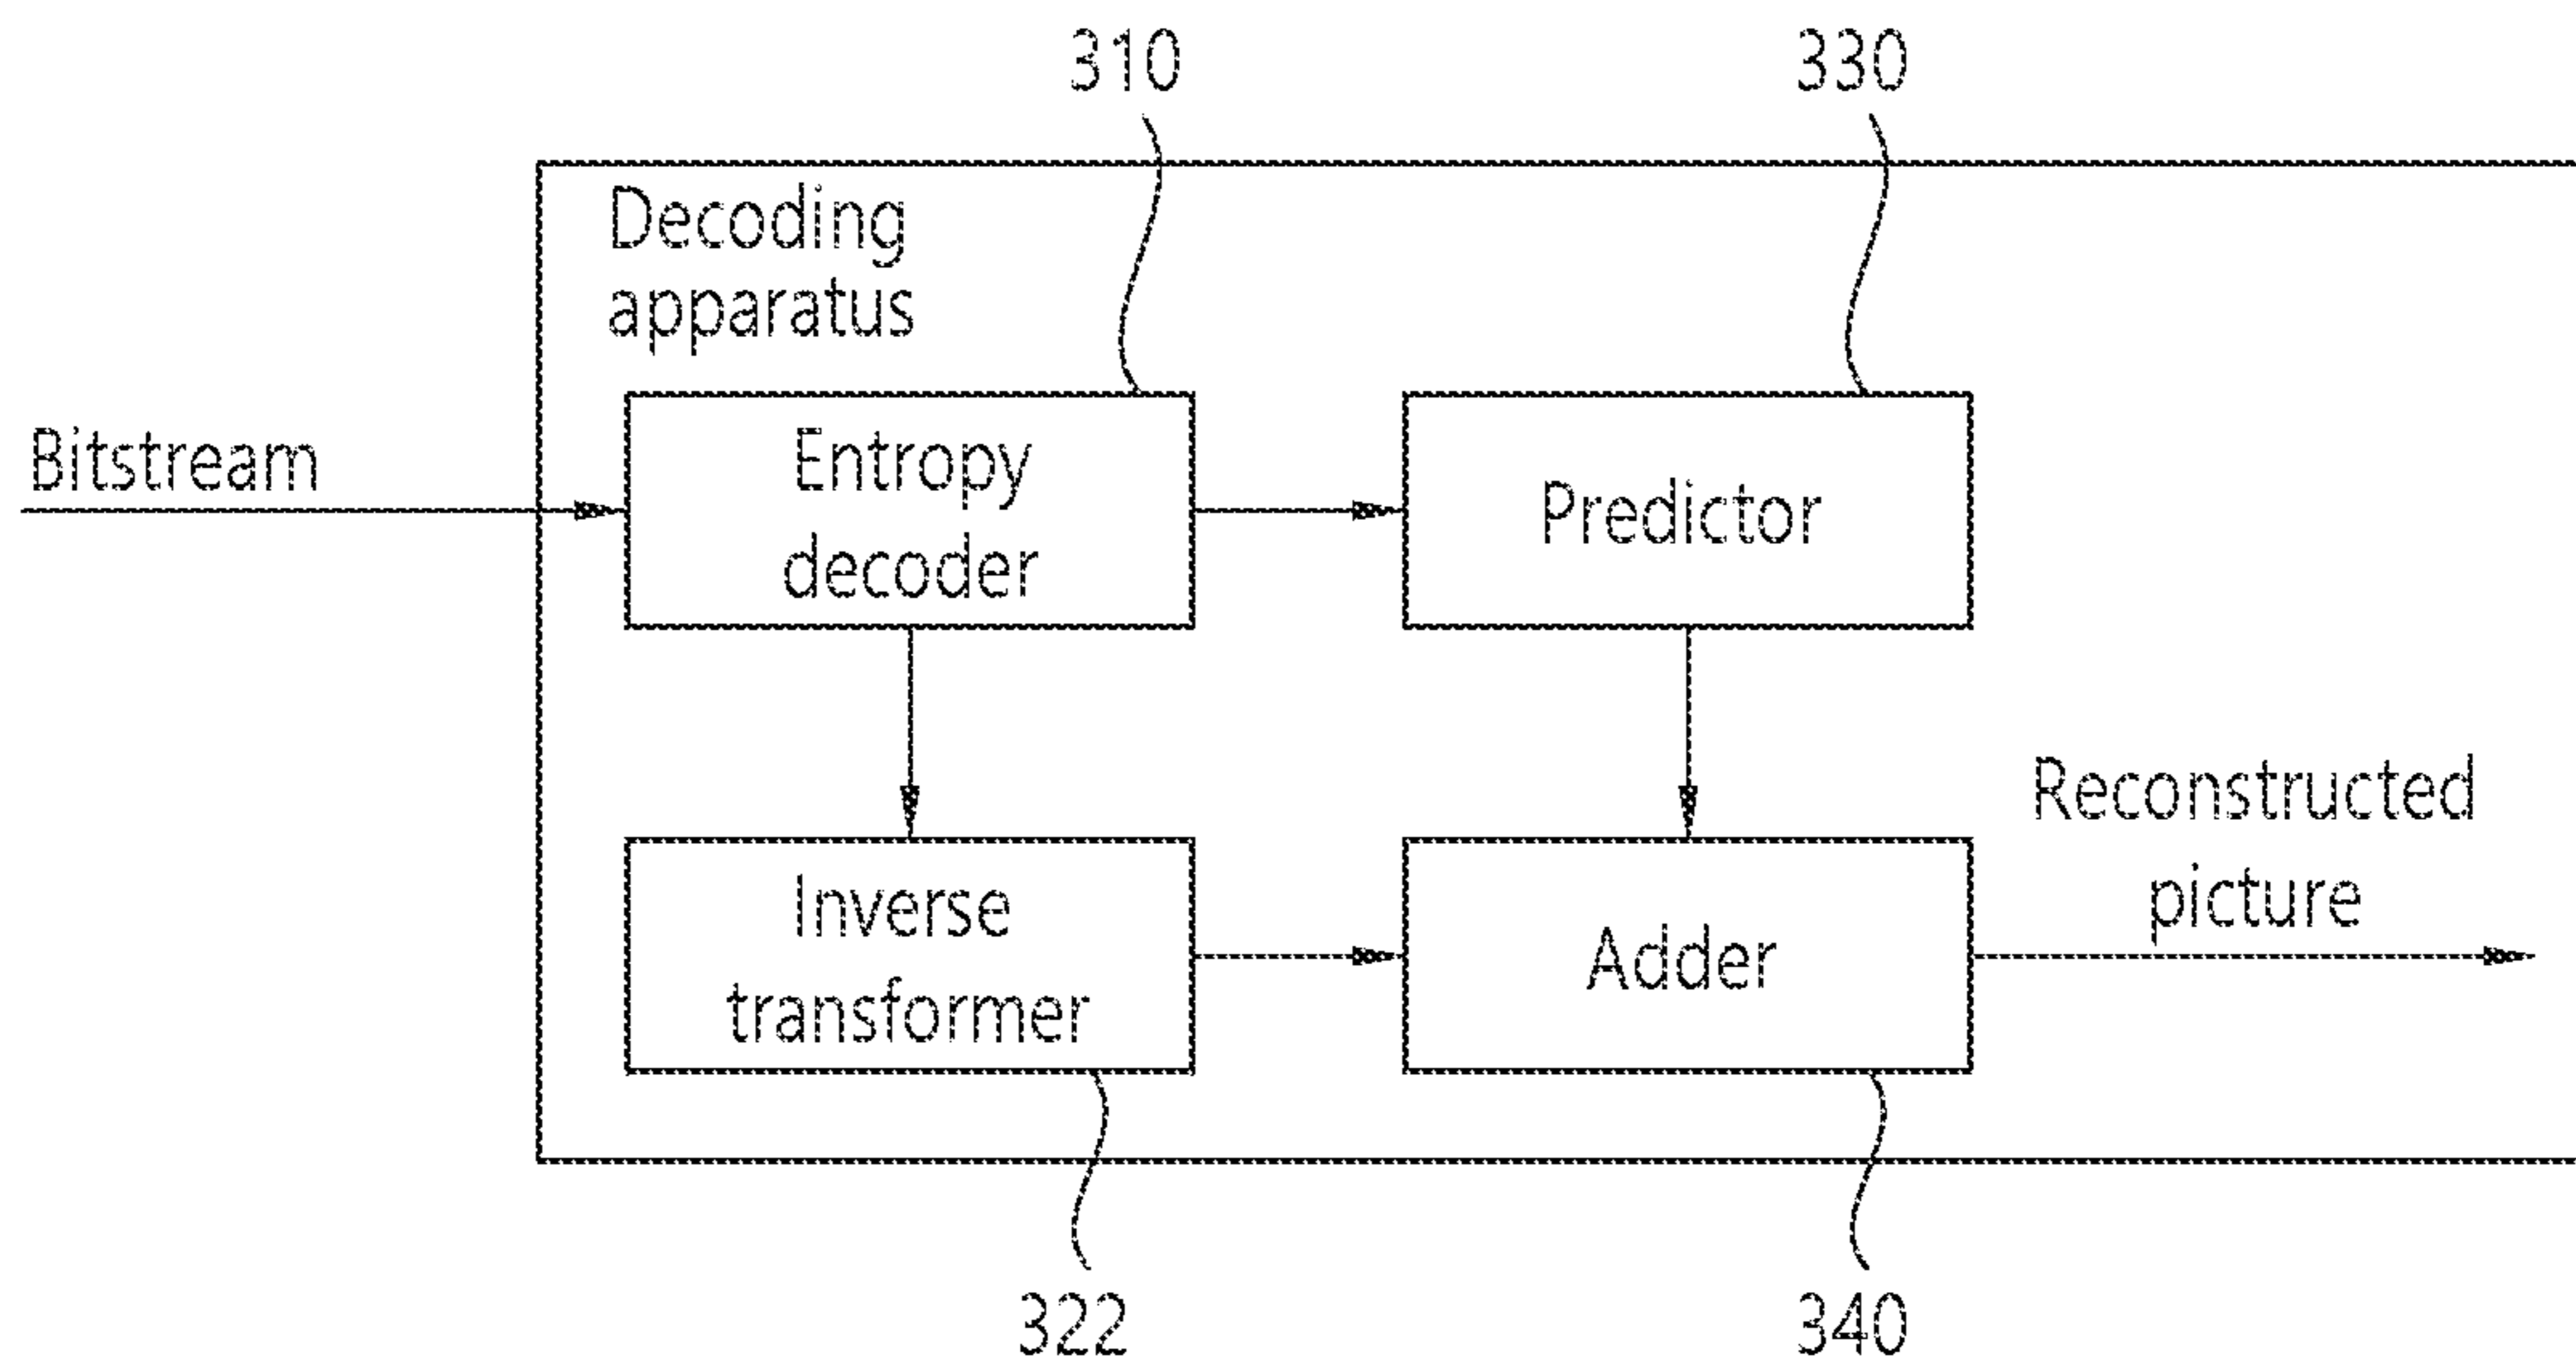 310
330
Decoding
apparatus
Bitstream
Entropy
decoder
Predictor
Inverse
transformer
Adder
Reconstructed
picture
322
340